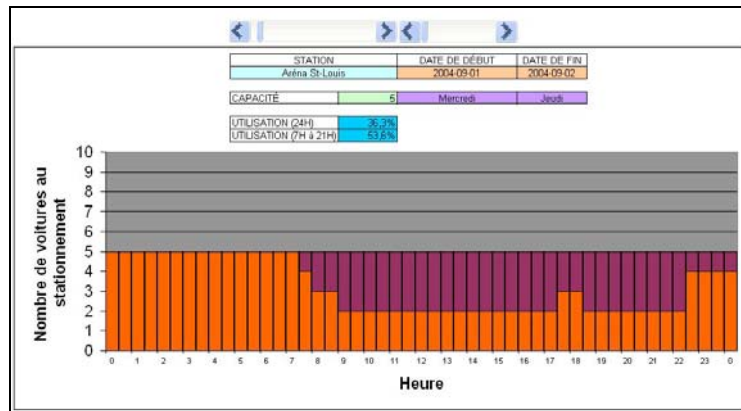 STATION DATE DE DÉBUT DATE DE FIN
Aréna St-Louis 2004-09-01 2004-09-02
CAPACITÉ 5 Mercredi Jeudi
UTILISATION (24H) 36,3%
UTILISATION (7H à 21H) 53,6%
10
9
8
7
6
5
4
3
2
1
0
Nombre de voitures au
stationnement
0 1 2 3 4 5 6 7 8 9 10 11 12 13 14 15 16 17 18 19 20 21 22 23 0
Heure